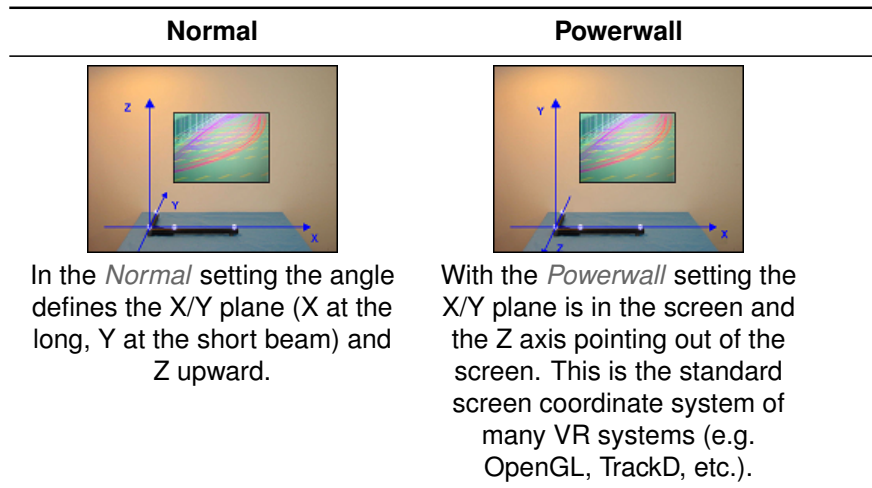 Normal
Powerwall
Z
Y
X
Y
X
Z
In the Normal setting the angle
defines the X/Y plane (X at the
long, Y at the short beam) and
Z upward.
With the Powerwall setting the
X/Y plane is in the screen and
the Z axis pointing out of the
screen. This is the standard
screen coordinate system of
many VR systems (e.g.
OpenGL, TrackD, etc.).